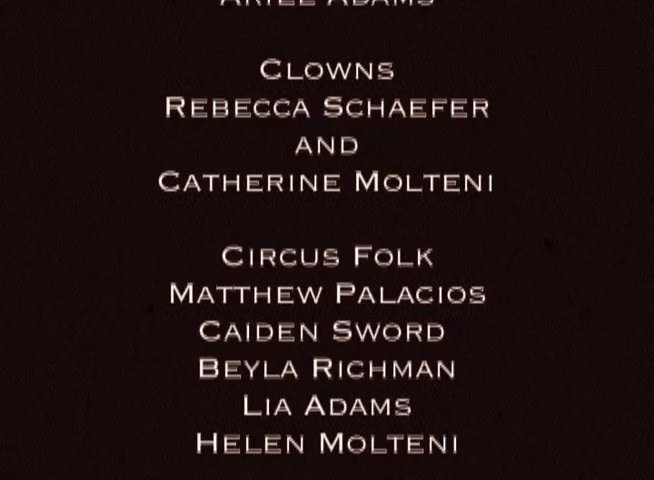 Clowns
Rebecca Schaefer
and
Catherine Molteni
Circus Folk
Matthew Palacios
Caiden Sword
Beyla Richman
Lia Adams
Helen Molteni